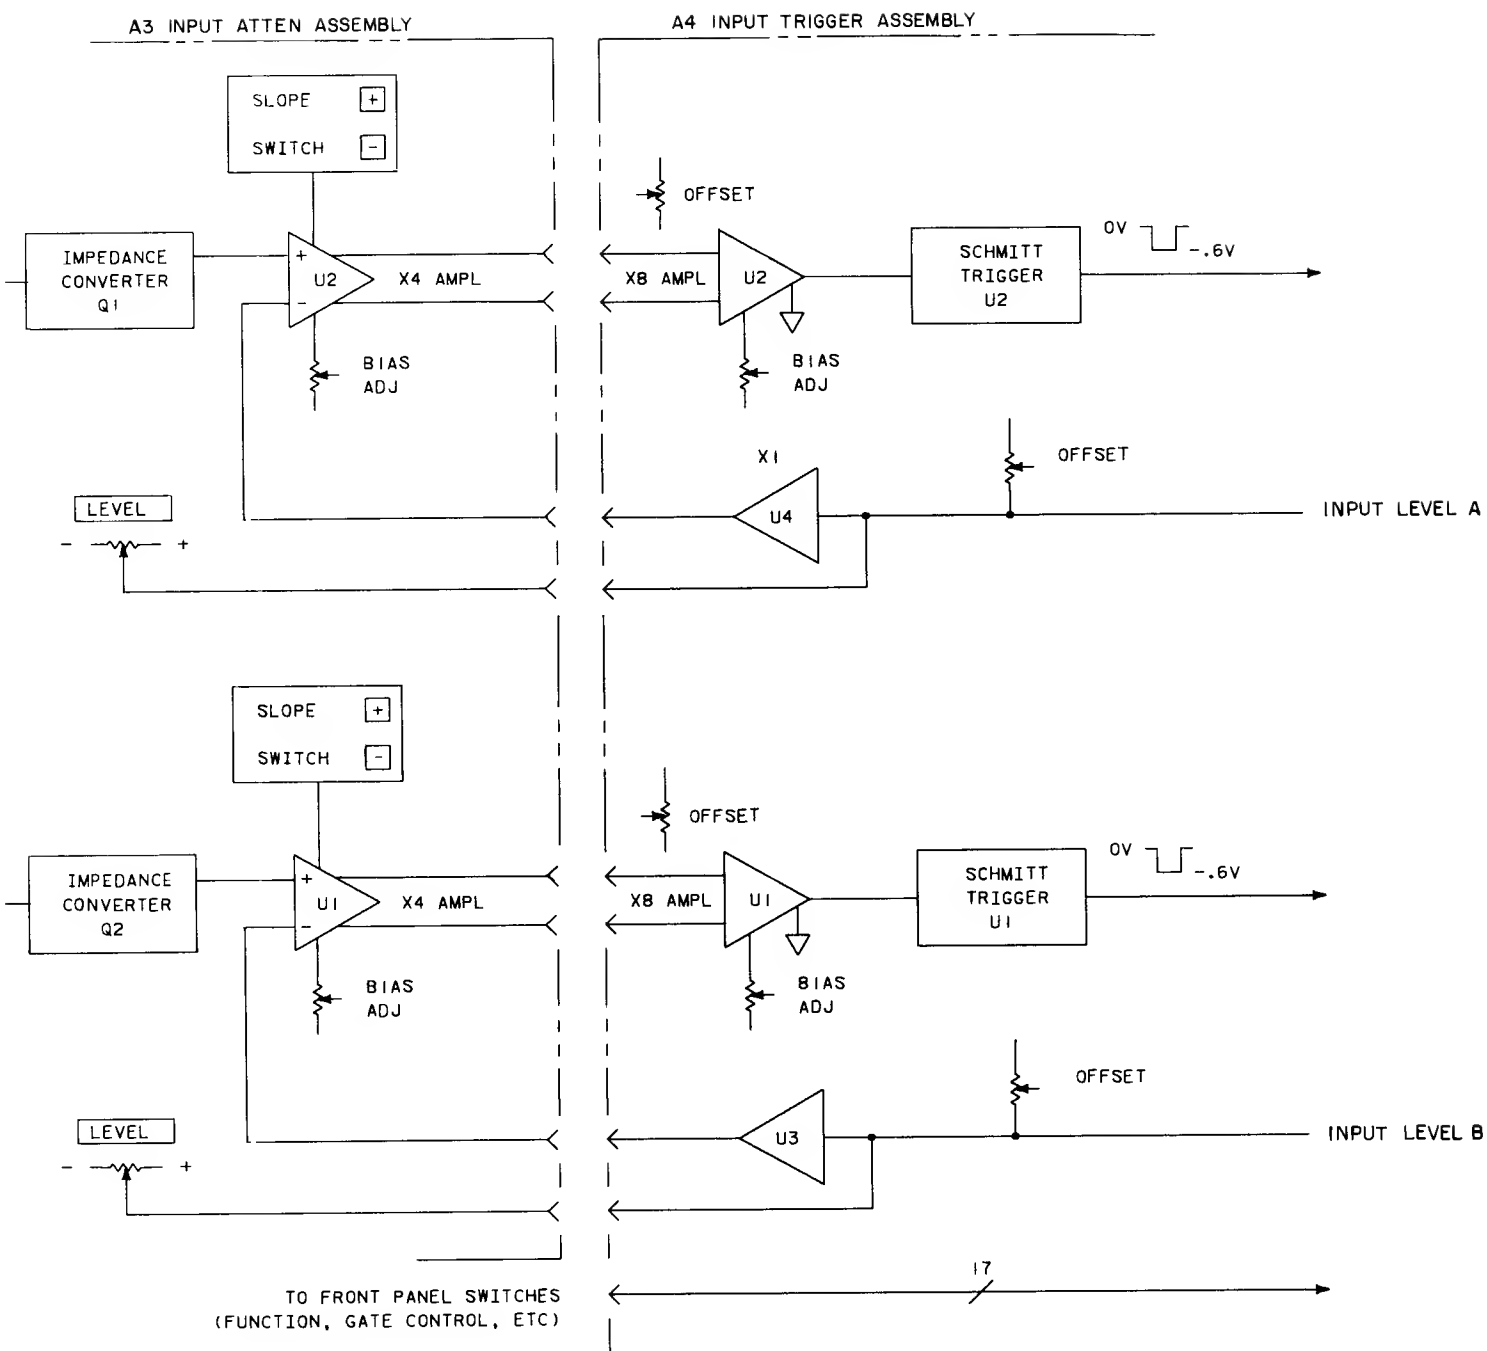 A3 INPUT ATTEN ASSEMBLY
A4 INPUT TRIGGER ASSEMBLY
SLOPE +
SWITCH -
OFFSET
IMPEDANCE
CONVERTER
Q1
+
-
U2
X4 AMPL
X8 AMPL
U2
SCHMITT
TRIGGER
U2
0V
-.6V
BIAS
ADJ
BIAS
ADJ
X1
OFFSET
LEVEL
- +
U4
INPUT LEVEL A
SLOPE +
SWITCH -
OFFSET
IMPEDANCE
CONVERTER
Q2
+
-
U1
X4 AMPL
X8 AMPL
U1
SCHMITT
TRIGGER
U1
0V
-.6V
BIAS
ADJ
BIAS
ADJ
OFFSET
LEVEL
- +
U3
INPUT LEVEL B
17
TO FRONT PANEL SWITCHES
(FUNCTION, GATE CONTROL, ETC)